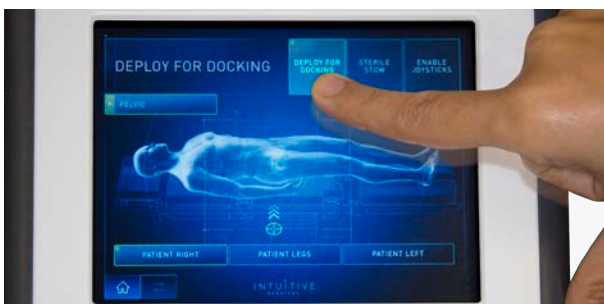 DEPLOY FOR DOCKING
DEPLOY FOR
DOCKING
STERILE
STOW
ENABLE
JOYSTICKS
PELVIC
PATIENT RIGHT
PATIENT LEGS
PATIENT LEFT
INTUITIVE
SURGICAL